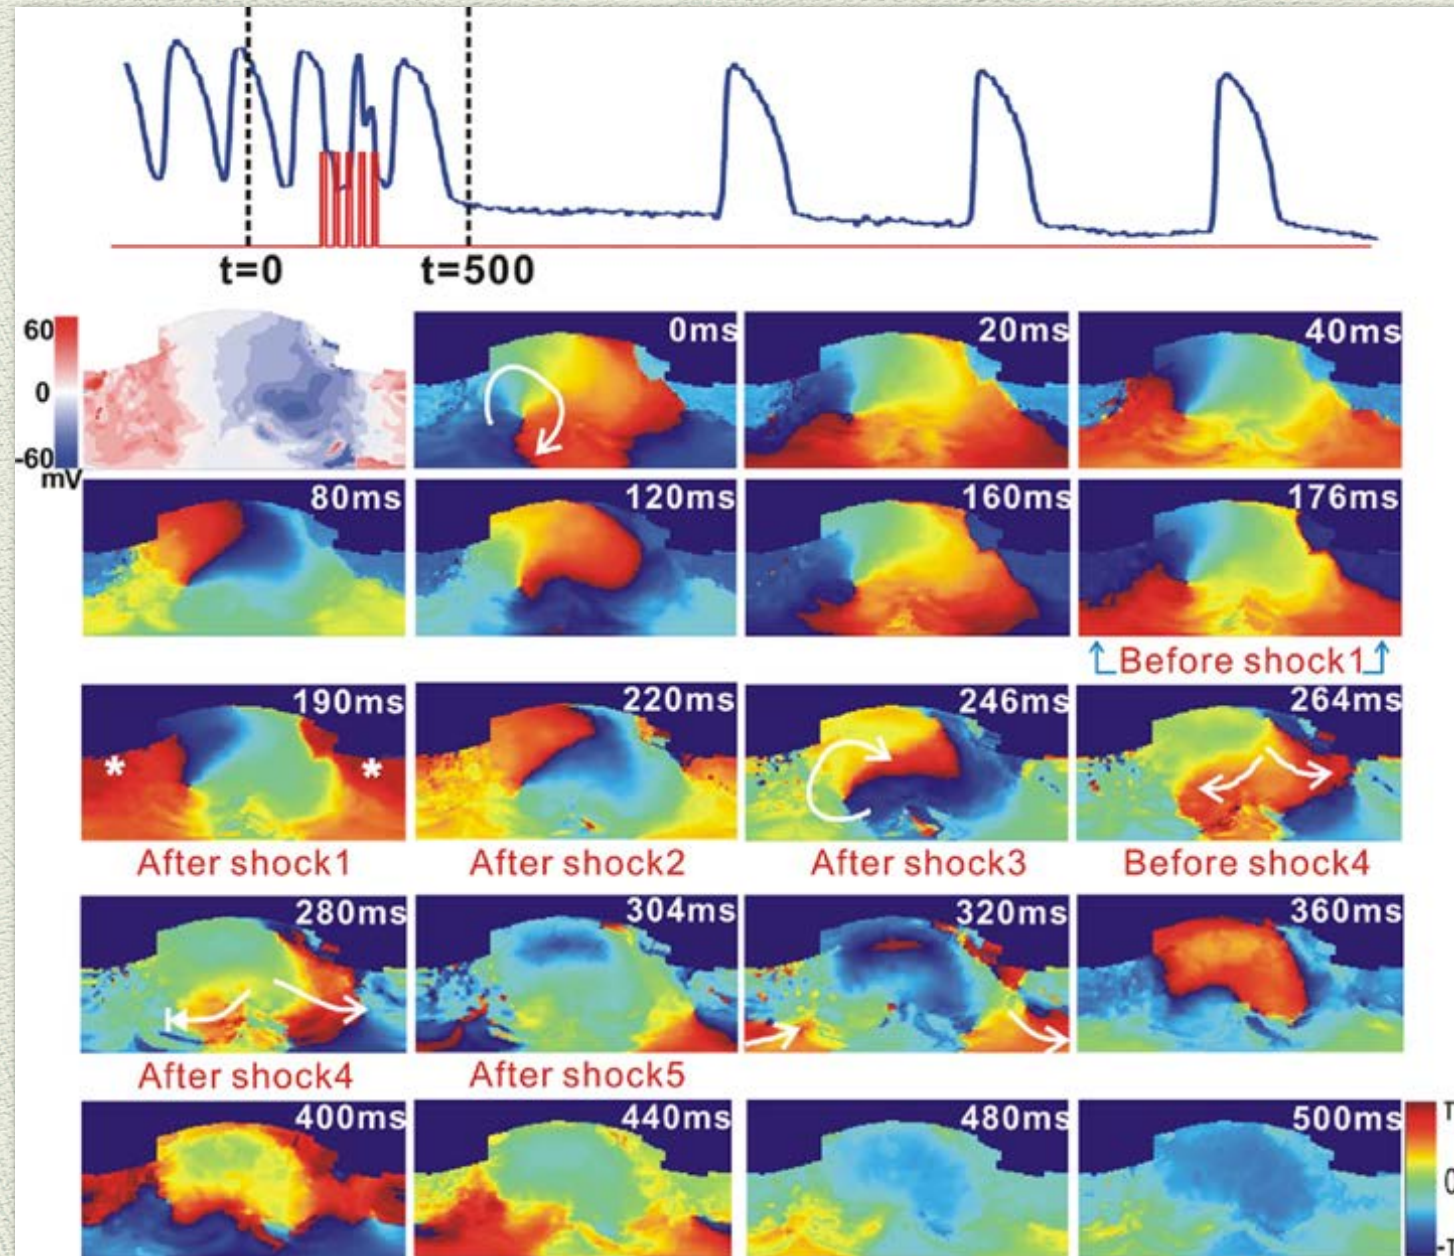 t=0 t=500
60
0
-60
mV
0ms 20ms 40ms
80ms 120ms 160ms 176ms
Before shock1
190ms 220ms 246ms 264ms
* *
After shock1 After shock2 After shock3 Before shock4
280ms 304ms 320ms 360ms
After shock4 After shock5
400ms 440ms 480ms 500ms